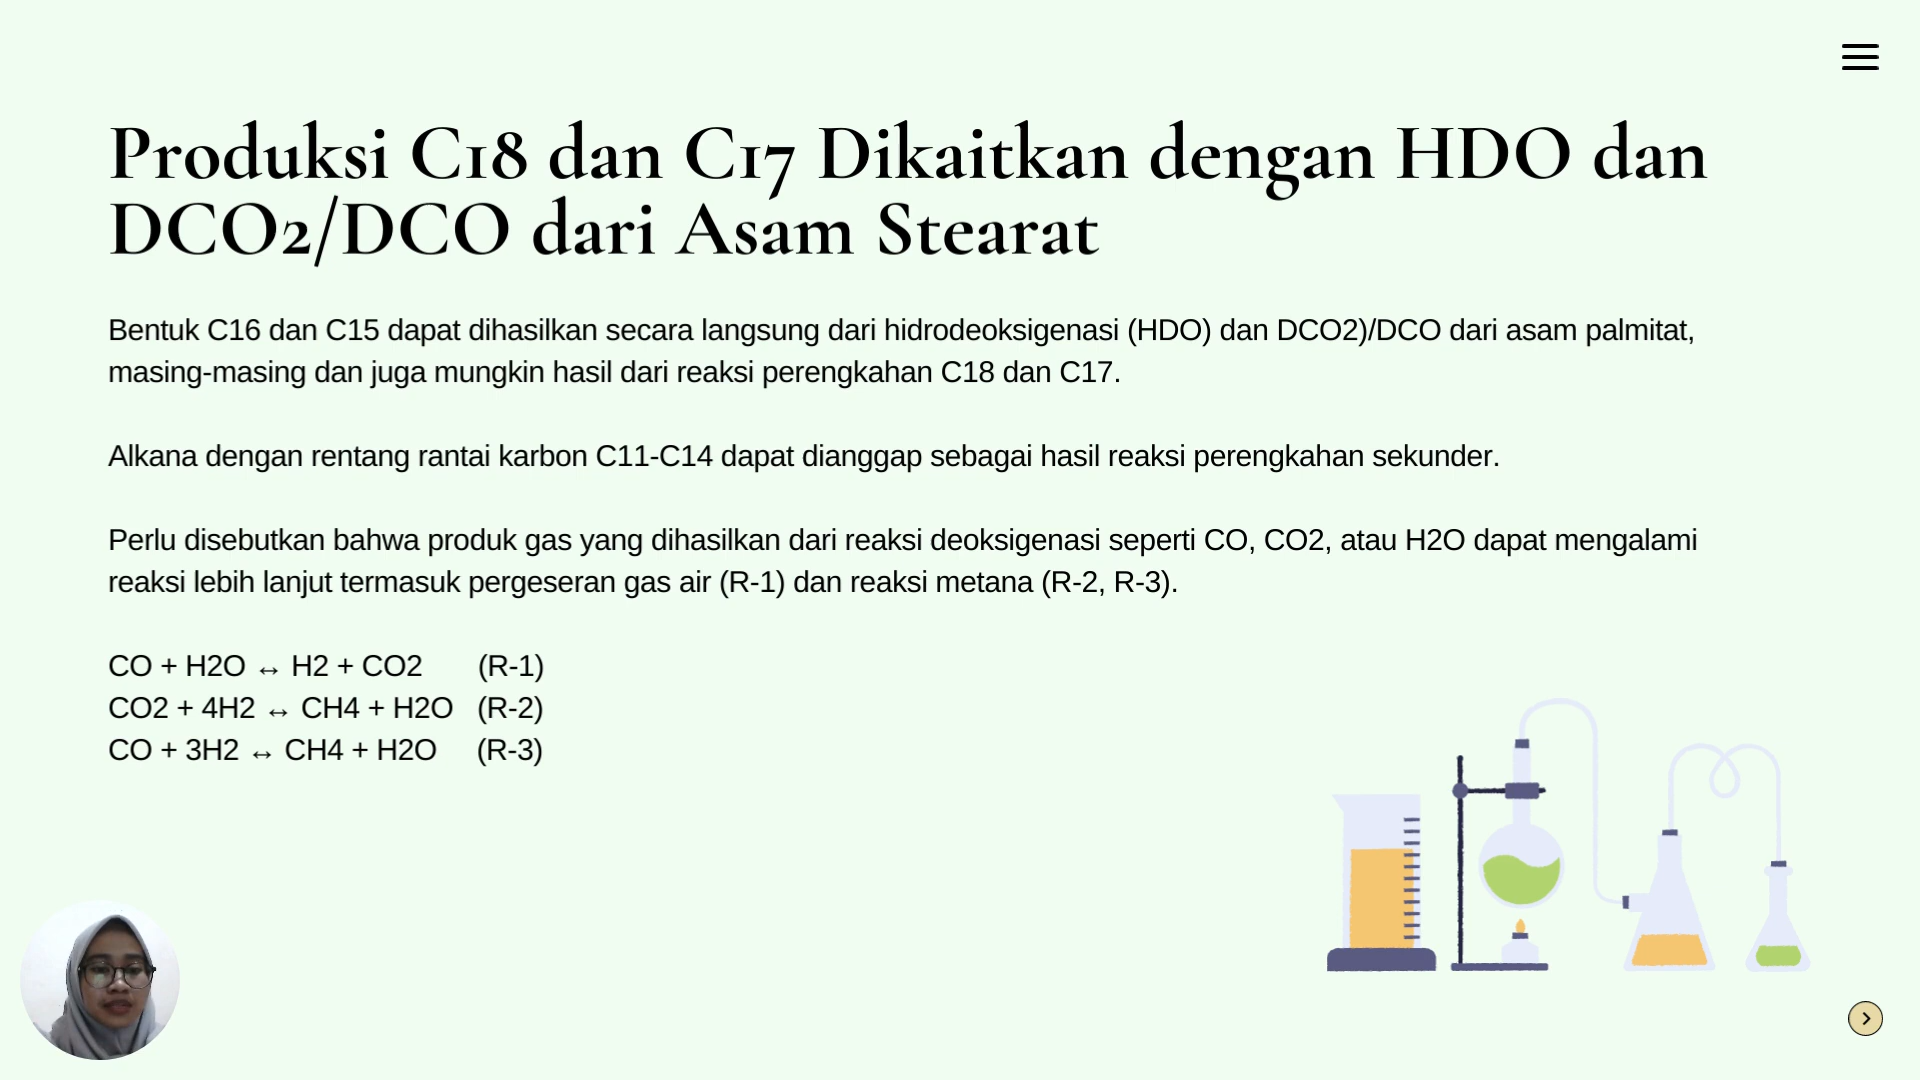 Produksi C18 dan C17 Dikaitkan dengan HDO dan
DCO2/DCO dari Asam Stearat
Bentuk C16 dan C15 dapat dihasilkan secara langsung dari hidrodeoksigenasi (HDO) dan DCO2)/DCO dari asam palmitat,
masing-masing dan juga mungkin hasil dari reaksi perengkahan C18 dan C17.
Alkana dengan rentang rantai karbon C11-C14 dapat dianggap sebagai hasil reaksi perengkahan sekunder.
Perlu disebutkan bahwa produk gas yang dihasilkan dari reaksi deoksigenasi seperti CO, CO2, atau H2O dapat mengalami
reaksi lebih lanjut termasuk pergeseran gas air (R-1) dan reaksi metana (R-2, R-3).
CO + H2O ↔ H2 + CO2 (R-1)
CO2 + 4H2 ↔ CH4 + H2O (R-2)
CO + 3H2 ↔ CH4 + H2O (R-3)